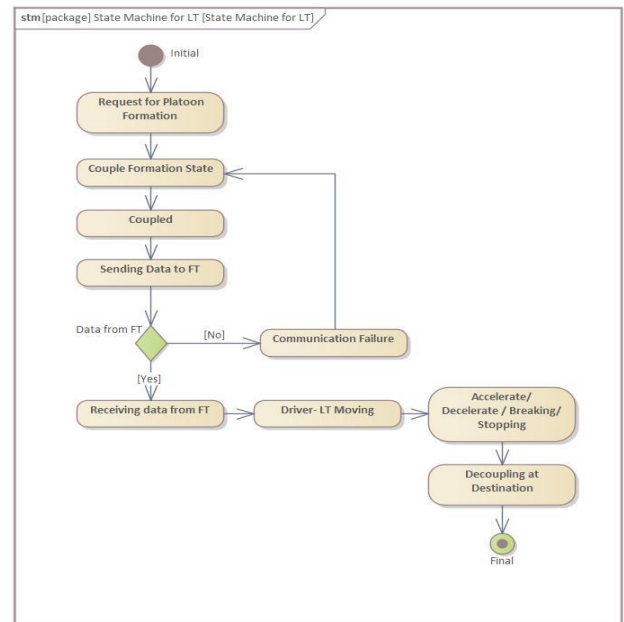 stm [package] State Machine for LT [State Machine for LT]
Initial
Request for Platoon
Formation
Couple Formation State
Coupled
Sending Data to FT
Data from FT
[No]
Communication Failure
[Yes]
Receiving data from FT
Driver- LT Moving
Accelerate/
Decelerate / Breaking/
Stopping
Decoupling at
Destination
Final